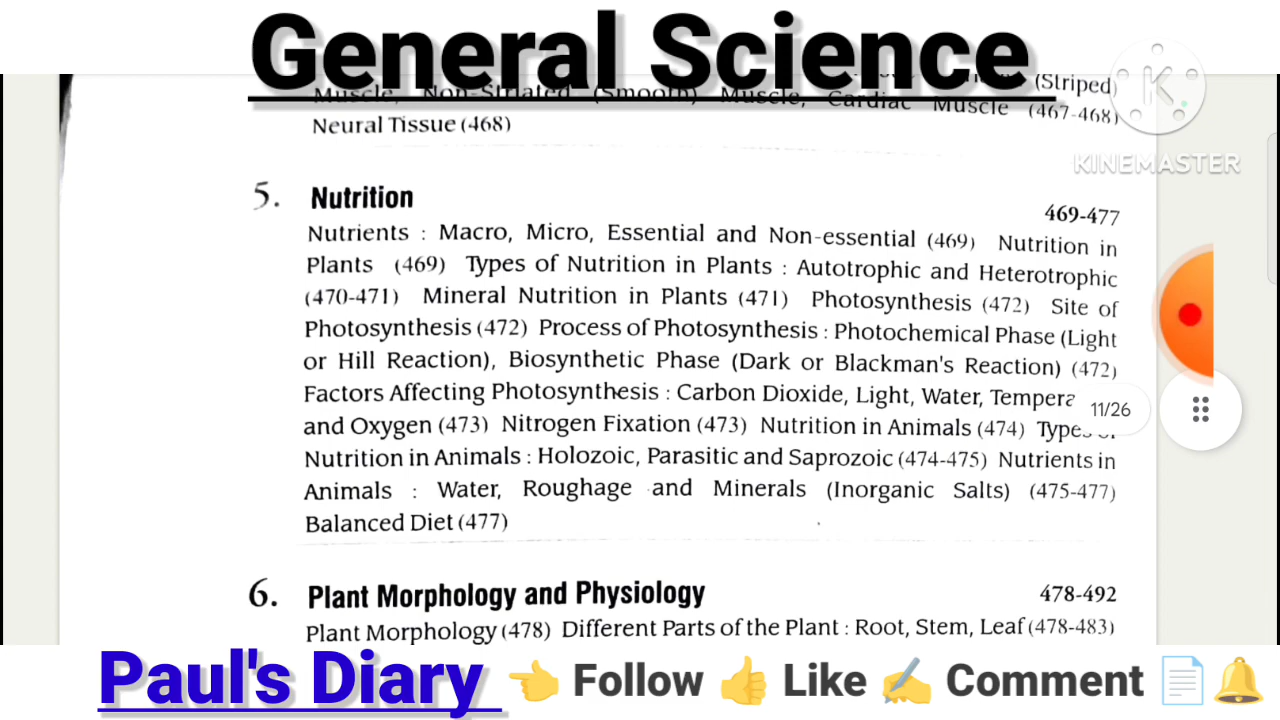 General Science
(Striped)
Muscle, Non-Striated (Smooth) Muscle, Cardiac Muscle (467-468)
Neural Tissue (468)
KINEMASTER
5. Nutrition 469-477
Nutrients : Macro, Micro, Essential and Non-essential (469) Nutrition in
Plants (469) Types of Nutrition in Plants : Autotrophic and Heterotrophic
(470-471) Mineral Nutrition in Plants (471) Photosynthesis (472) Site of
Photosynthesis (472) Process of Photosynthesis : Photochemical Phase (Light
or Hill Reaction), Biosynthetic Phase (Dark or Blackman's Reaction) (472)
Factors Affecting Photosynthesis : Carbon Dioxide, Light, Water, Tempera
11/26
and Oxygen (473) Nitrogen Fixation (473) Nutrition in Animals (474) Types of
Nutrition in Animals : Holozoic, Parasitic and Saprozoic (474-475) Nutrients in
Animals : Water, Roughage and Minerals (Inorganic Salts) (475-477)
Balanced Diet (477)
6. Plant Morphology and Physiology 478-492
Plant Morphology (478) Different Parts of the Plant : Root, Stem, Leaf (478-483)
Paul's Diary 👈 Follow 👍 Like ✍ Comment 📄 🔔